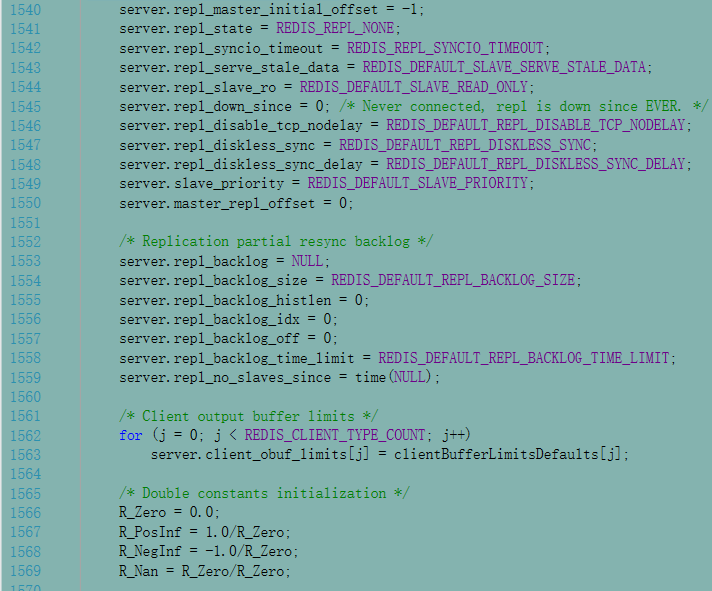 1540 server.repl_master_initial_offset = -1;
1541 server.repl_state = REDIS_REPL_NONE;
1542 server.repl_syncio_timeout = REDIS_REPL_SYNCIO_TIMEOUT;
1543 server.repl_serve_stale_data = REDIS_DEFAULT_SLAVE_SERVE_STALE_DATA;
1544 server.repl_slave_ro = REDIS_DEFAULT_SLAVE_READ_ONLY;
1545 server.repl_down_since = 0; /* Never connected, repl is down since EVER. */
1546 server.repl_disable_tcp_nodelay = REDIS_DEFAULT_REPL_DISABLE_TCP_NODELAY;
1547 server.repl_diskless_sync = REDIS_DEFAULT_REPL_DISKLESS_SYNC;
1548 server.repl_diskless_sync_delay = REDIS_DEFAULT_REPL_DISKLESS_SYNC_DELAY;
1549 server.slave_priority = REDIS_DEFAULT_SLAVE_PRIORITY;
1550 server.master_repl_offset = 0;
1551
1552 /* Replication partial resync backlog */
1553 server.repl_backlog = NULL;
1554 server.repl_backlog_size = REDIS_DEFAULT_REPL_BACKLOG_SIZE;
1555 server.repl_backlog_histlen = 0;
1556 server.repl_backlog_idx = 0;
1557 server.repl_backlog_off = 0;
1558 server.repl_backlog_time_limit = REDIS_DEFAULT_REPL_BACKLOG_TIME_LIMIT;
1559 server.repl_no_slaves_since = time(NULL);
1560
1561 /* Client output buffer limits */
1562 for (j = 0; j < REDIS_CLIENT_TYPE_COUNT; j++)
1563 server.client_obuf_limits[j] = clientBufferLimitsDefaults[j];
1564
1565 /* Double constants initialization */
1566 R_Zero = 0.0;
1567 R_PosInf = 1.0/R_Zero;
1568 R_NegInf = -1.0/R_Zero;
1569 R_Nan = R_Zero/R_Zero;